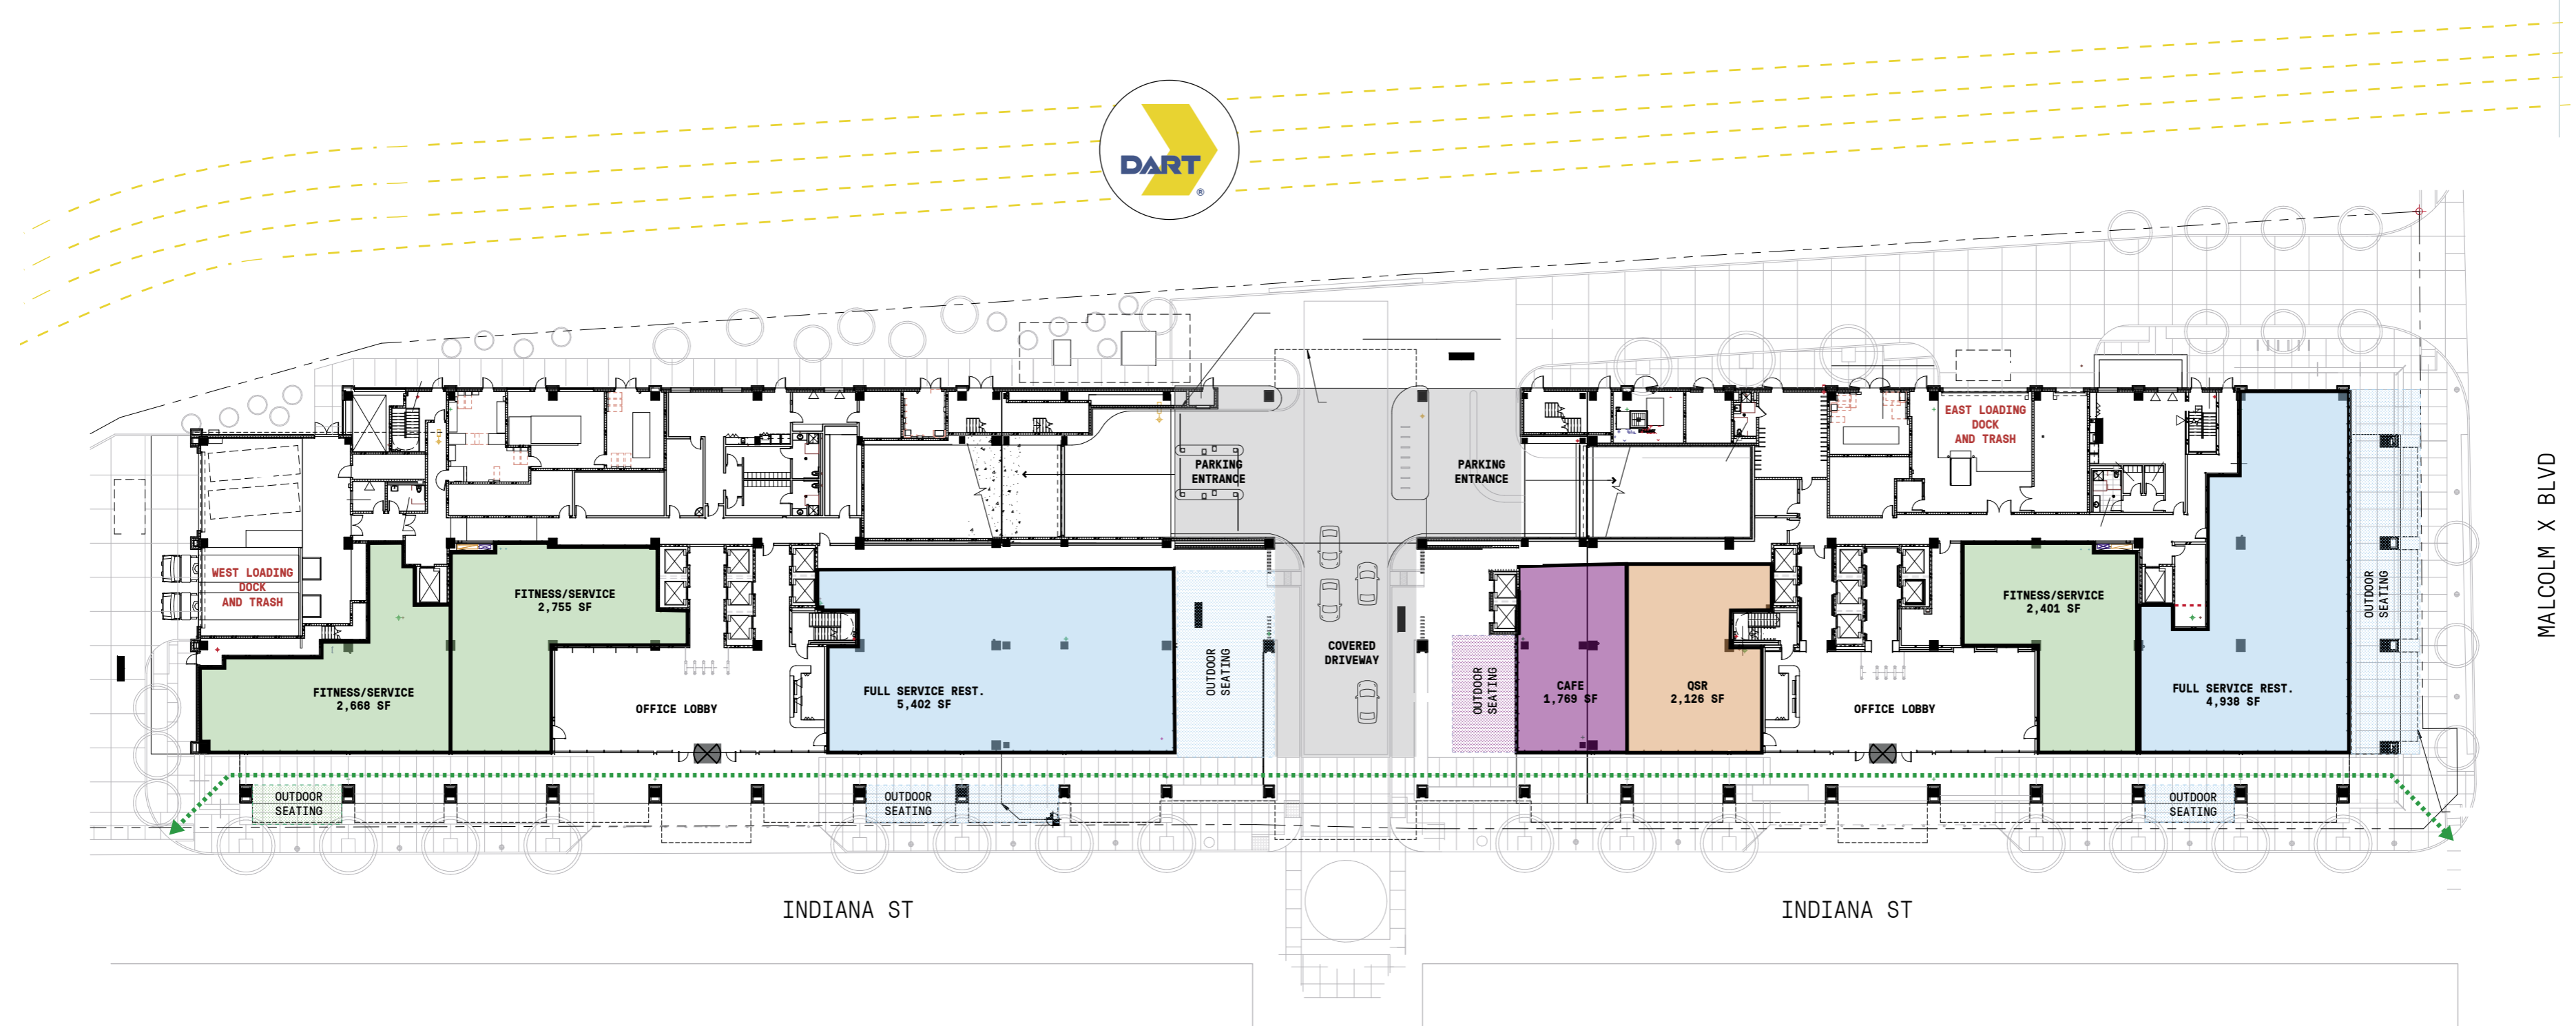 DART
®
EAST LOADING
DOCK
AND TRASH
PARKING
ENTRANCE
PARKING
ENTRANCE
WEST LOADING
DOCK
AND TRASH
FITNESS/SERVICE
2,755 SF
FITNESS/SERVICE
2,401 SF
OUTDOOR
SEATING
MALCOLM X BLVD
COVERED
DRIVEWAY
OUTDOOR
SEATING
OUTDOOR
SEATING
FITNESS/SERVICE
2,668 SF
OFFICE LOBBY
FULL SERVICE REST.
5,402 SF
CAFE
1,769 SF
QSR
2,126 SF
OFFICE LOBBY
FULL SERVICE REST.
4,938 SF
OUTDOOR
SEATING
OUTDOOR
SEATING
OUTDOOR
SEATING
INDIANA ST
INDIANA ST